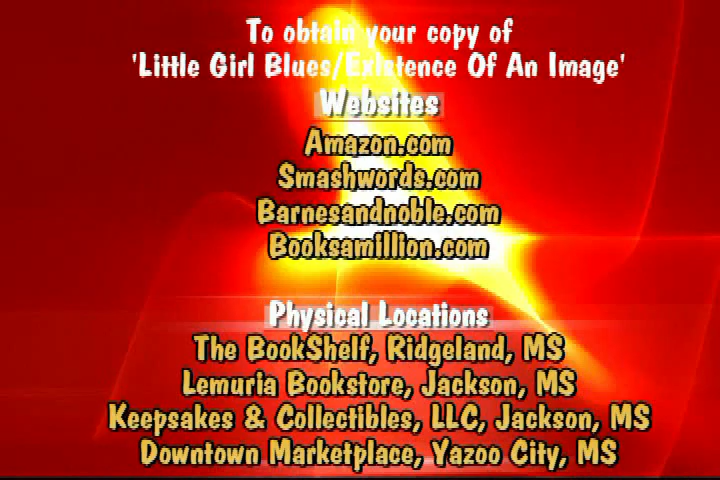 To obtain your copy of
'Little Girl Blues/Existence Of An Image'
Websites
Amazon.com
Smashwords.com
Barnesandnoble.com
Booksamillion.com
Physical Locations
The BookShelf, Ridgeland, MS
Lemuria Bookstore, Jackson, MS
Keepsakes & Collectibles, LLC, Jackson, MS
Downtown Marketplace, Yazoo City, MS